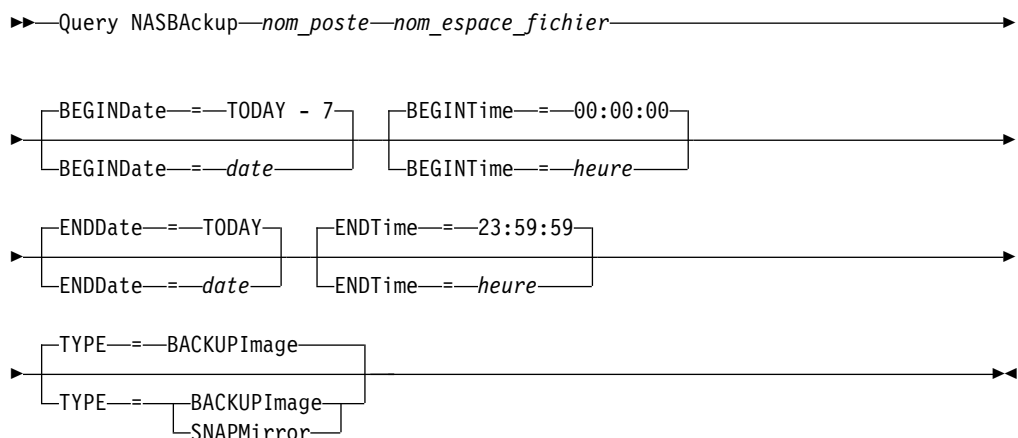 Query NASBAckup nom_poste nom_espace_fichier
BEGINDate = TODAY - 7 BEGINTime = 00:00:00
BEGINDate = date BEGINTime = heure
ENDDate = TODAY ENDTime = 23:59:59
ENDDate = date ENDTime = heure
TYPE = BACKUPImage
TYPE = BACKUPImage
SNAPMirror